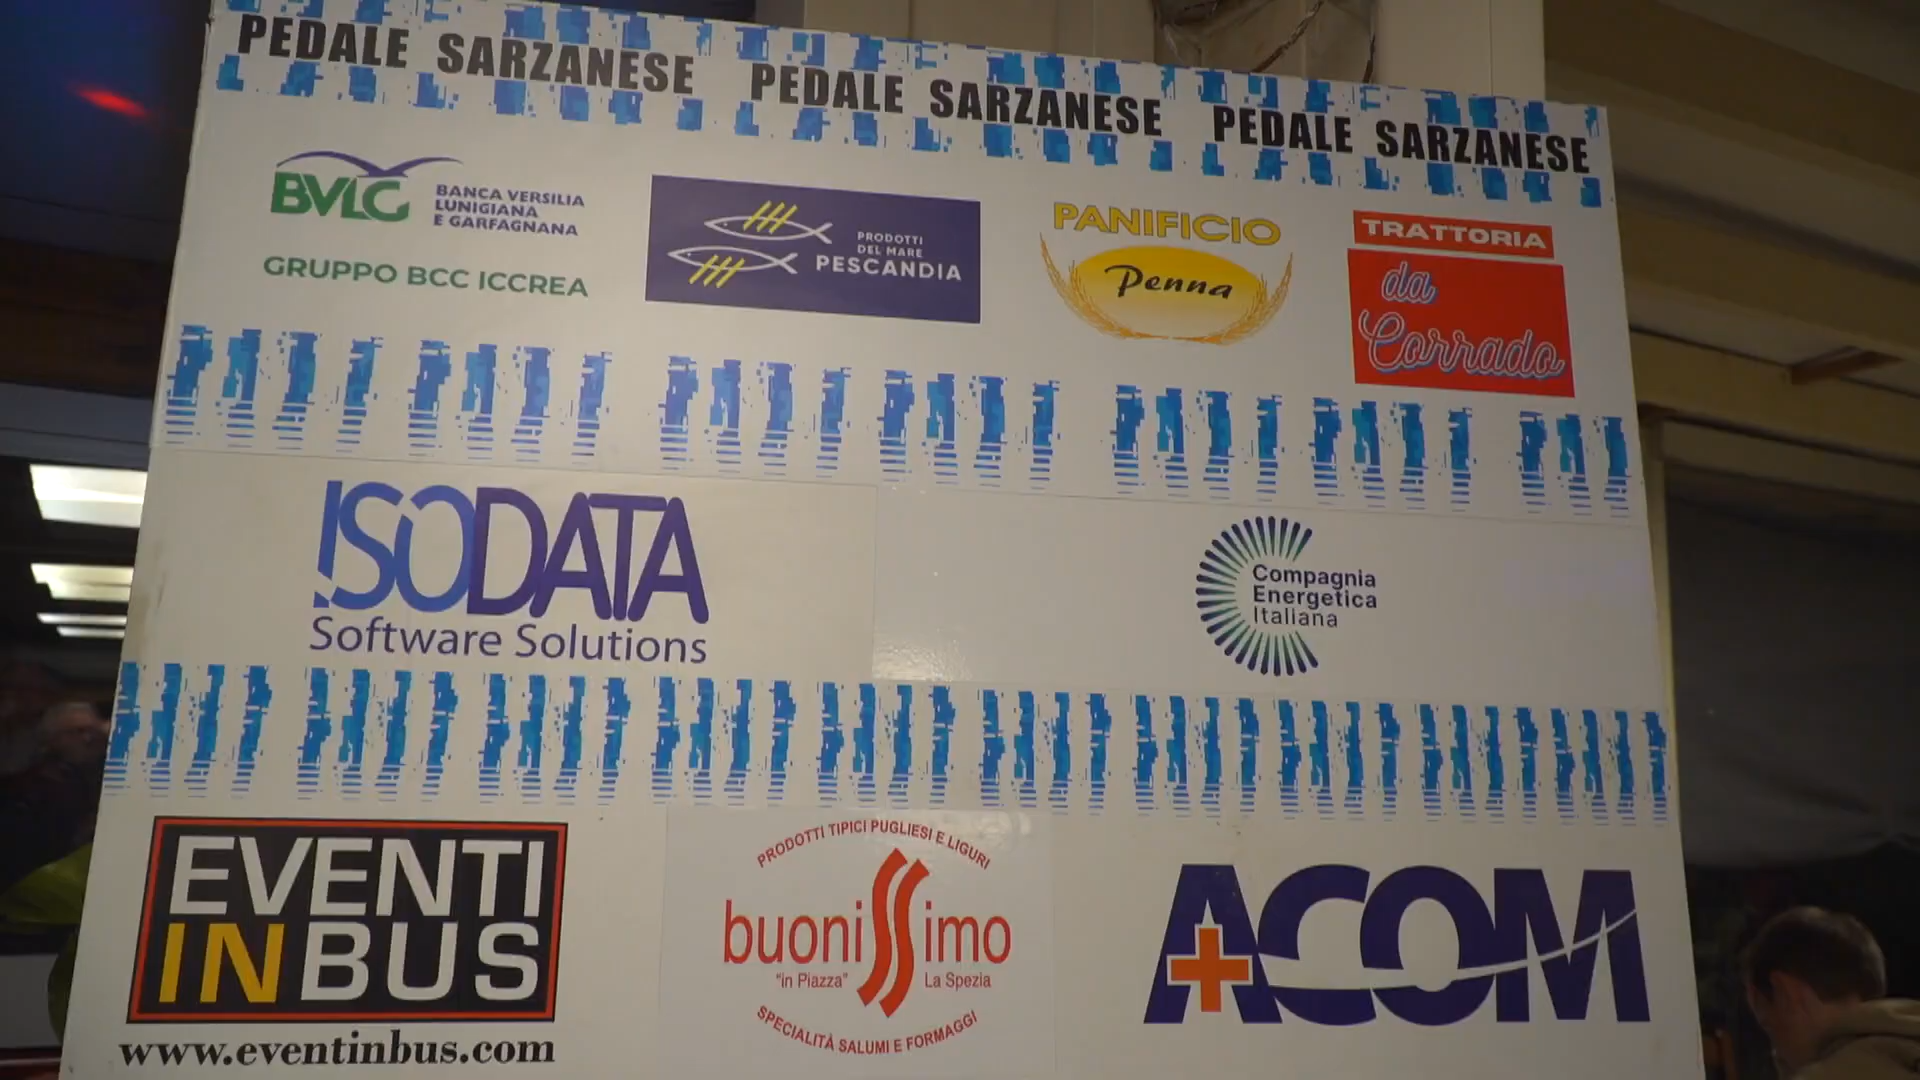 PEDALE SARZANESE PEDALE SARZANESE PEDALE SARZANESE
BVLG
BANCA VERSILIA
LUNIGIANA
E GARFAGNANA
GRUPPO BCC ICCREA
PRODOTTI
DEL MARE
PESCANDIA
PANIFICIO
Penna
TRATTORIA
da
Corrado
ISODATA
Software Solutions
Compagnia
Energetica
Italiana
EVENTI
INBUS
www.eventinbus.com
PRODOTTI TIPICI PUGLIESI E LIGURI
buonissimo
"in Piazza" La Spezia
SPECIALITÀ SALUMI E FORMAGGI
ACOM